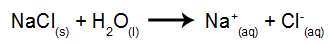 NaCl(s) + H₂O(l) ⟶ Na⁺(aq) + Cl⁻(aq)